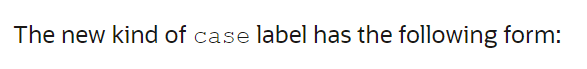 The new kind of case label has the following form: